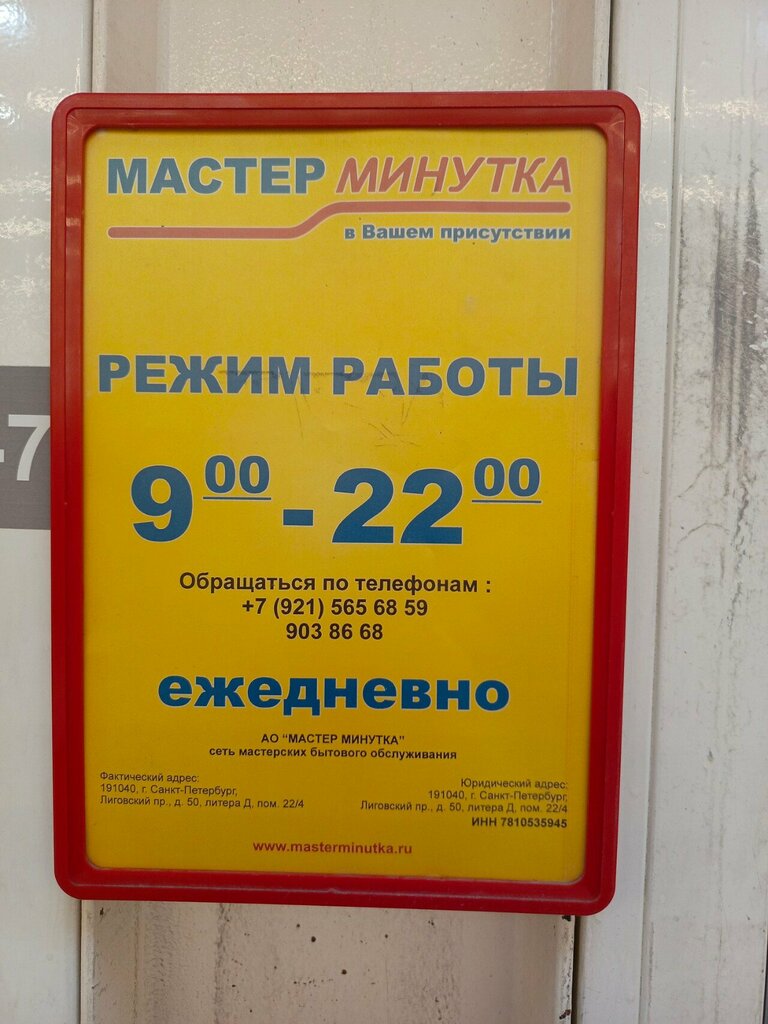 МАСТЕР МИНУТКА
в Вашем присутствии
РЕЖИМ РАБОТЫ
9 00 - 22 00
Обращаться по телефонам :
+7 (921) 565 68 59
903 86 68
ежедневно
АО "МАСТЕР МИНУТКА"
сеть мастерских бытового обслуживания
Фактический адрес:
191040, г. Санкт-Петербург,
Лиговский пр., д. 50, литера Д, пом. 22/4
Юридический адрес:
191040, г. Санкт-Петербург,
Лиговский пр., д. 50, литера Д, пом. 22/4
ИНН 7810535945
www.masterminutka.ru
-7